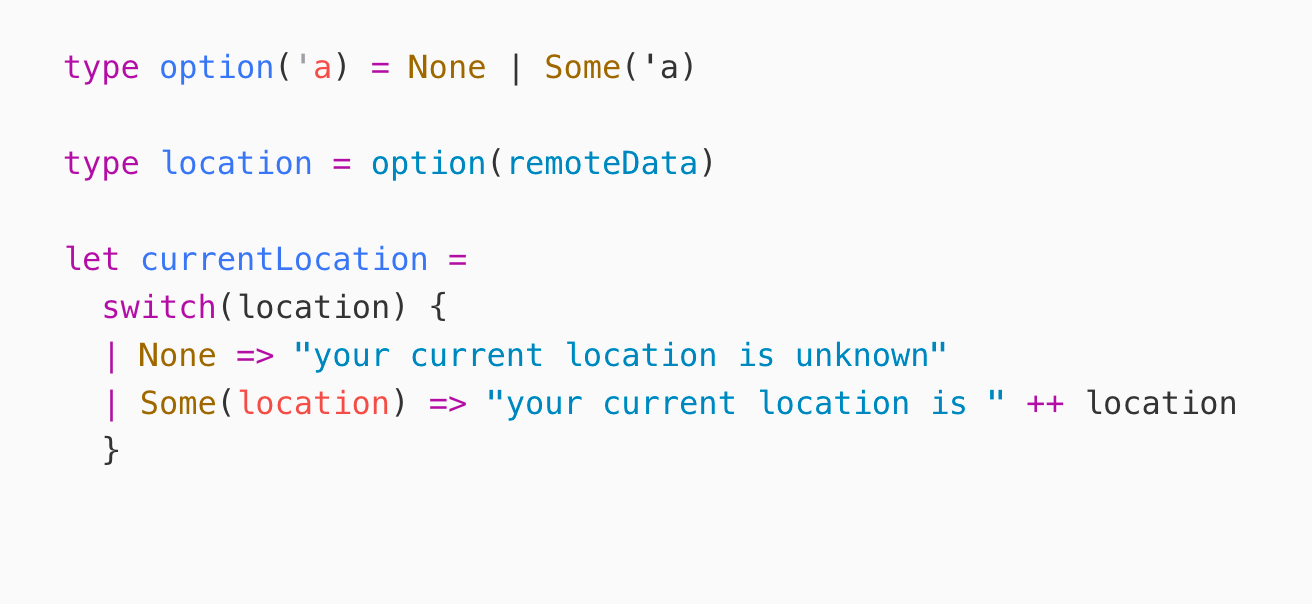 type option('a) = None | Some('a)
type location = option(remoteData)
let currentLocation =
switch(location) {
| None => "your current location is unknown"
| Some(location) => "your current location is " ++ location
}